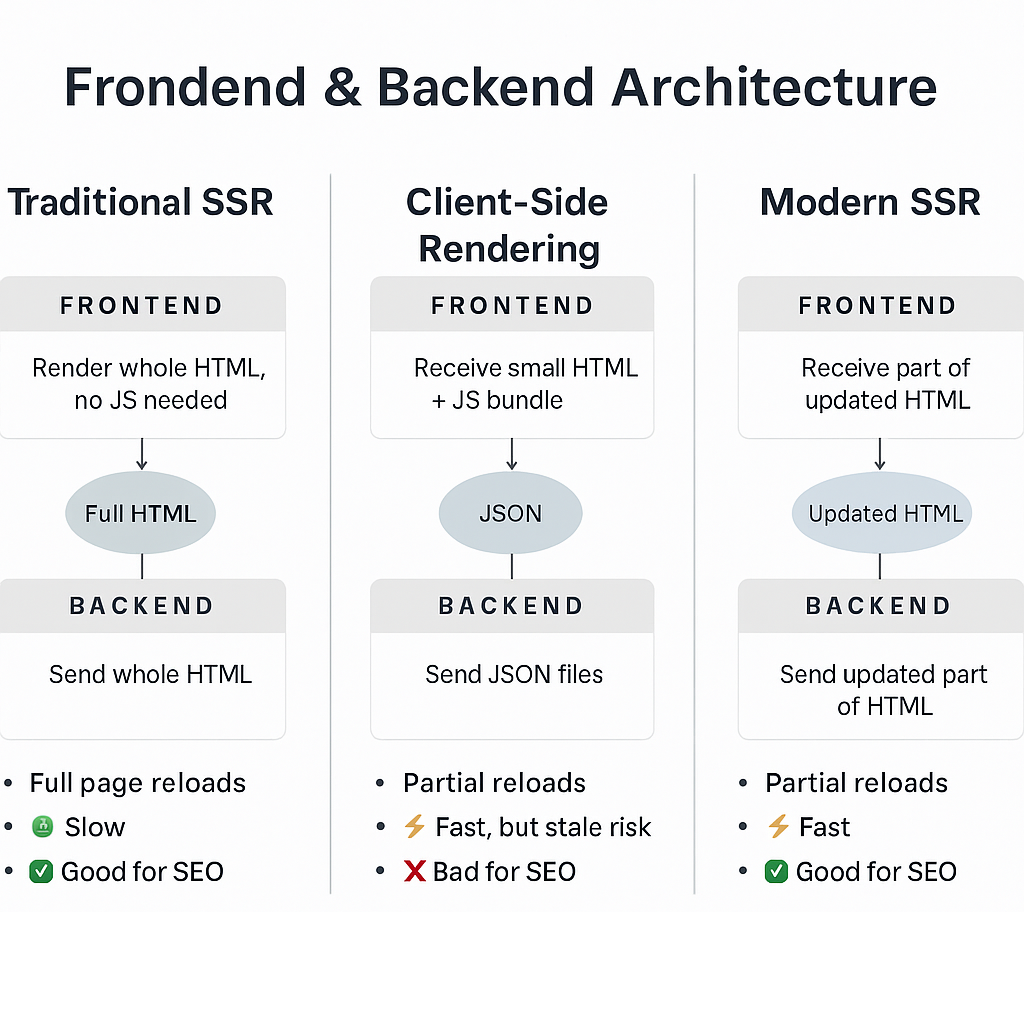 Frondend & Backend Architecture
Traditional SSR
FRONTEND
Render whole HTML,
no JS needed
Full HTML
BACKEND
Send whole HTML
• Full page reloads
• Slow
• ✅ Good for SEO
Client-Side
Rendering
FRONTEND
Receive small HTML
+ JS bundle
JSON
BACKEND
Send JSON files
• Partial reloads
• ⚡ Fast, but stale risk
• ❌ Bad for SEO
Modern SSR
FRONTEND
Receive part of
updated HTML
Updated HTML
BACKEND
Send updated part
of HTML
• Partial reloads
• ⚡ Fast
• ✅ Good for SEO